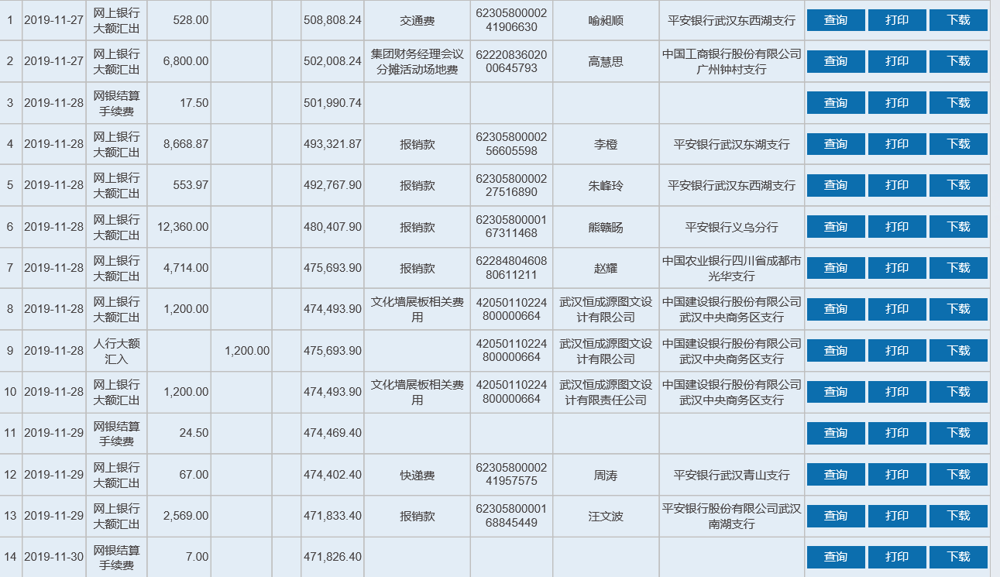 1 2019-11-27 网上银行 528.00 508,808.24 交通费 62305800002 喻昶顺 平安银行武汉东西湖支行 查询 打印 下载
大额汇出 41906630
2 2019-11-27 网上银行 6,800.00 502,008.24 集团财务经理会议 62220836020 高慧思 中国工商银行股份有限公司 查询 打印 下载
大额汇出 分摊活动场地费 00645793 广州钟村支行
3 2019-11-28 网银结算 17.50 501,990.74 查询 打印 下载
手续费
4 2019-11-28 网上银行 8,668.87 493,321.87 报销款 62305800002 李橙 平安银行武汉东湖支行 查询 打印 下载
大额汇出 56605598
5 2019-11-28 网上银行 553.97 492,767.90 报销款 62305800002 朱峰玲 平安银行武汉东西湖支行 查询 打印 下载
大额汇出 27516890
6 2019-11-28 网上银行 12,360.00 480,407.90 报销款 62305800001 熊赣旸 平安银行义乌分行 查询 打印 下载
大额汇出 67311468
7 2019-11-28 网上银行 4,714.00 475,693.90 报销款 62284804608 赵耀 中国农业银行四川省成都市 查询 打印 下载
大额汇出 80611211 光华支行
8 2019-11-28 网上银行 1,200.00 474,493.90 文化墙展板相关费 42050110224 武汉恒成源图文设 中国建设银行股份有限公司 查询 打印 下载
大额汇出 用 800000664 计有限公司 武汉中央商务区支行
9 2019-11-28 人行大额 1,200.00 475,693.90 42050110224 武汉恒成源图文设 中国建设银行股份有限公司 查询 打印 下载
汇入 800000664 计有限公司 武汉中央商务区支行
10 2019-11-28 网上银行 1,200.00 474,493.90 文化墙展板相关费 42050110224 武汉恒成源图文设 中国建设银行股份有限公司 查询 打印 下载
大额汇出 用 800000664 计有限责任公司 武汉中央商务区支行
11 2019-11-29 网银结算 24.50 474,469.40 查询 打印 下载
手续费
12 2019-11-29 网上银行 67.00 474,402.40 快递费 62305800002 周涛 平安银行武汉青山支行 查询 打印 下载
大额汇出 41957575
13 2019-11-29 网上银行 2,569.00 471,833.40 报销款 62305800001 汪文波 平安银行股份有限公司武汉 查询 打印 下载
大额汇出 68845449 南湖支行
14 2019-11-30 网银结算 7.00 471,826.40 查询 打印 下载
手续费